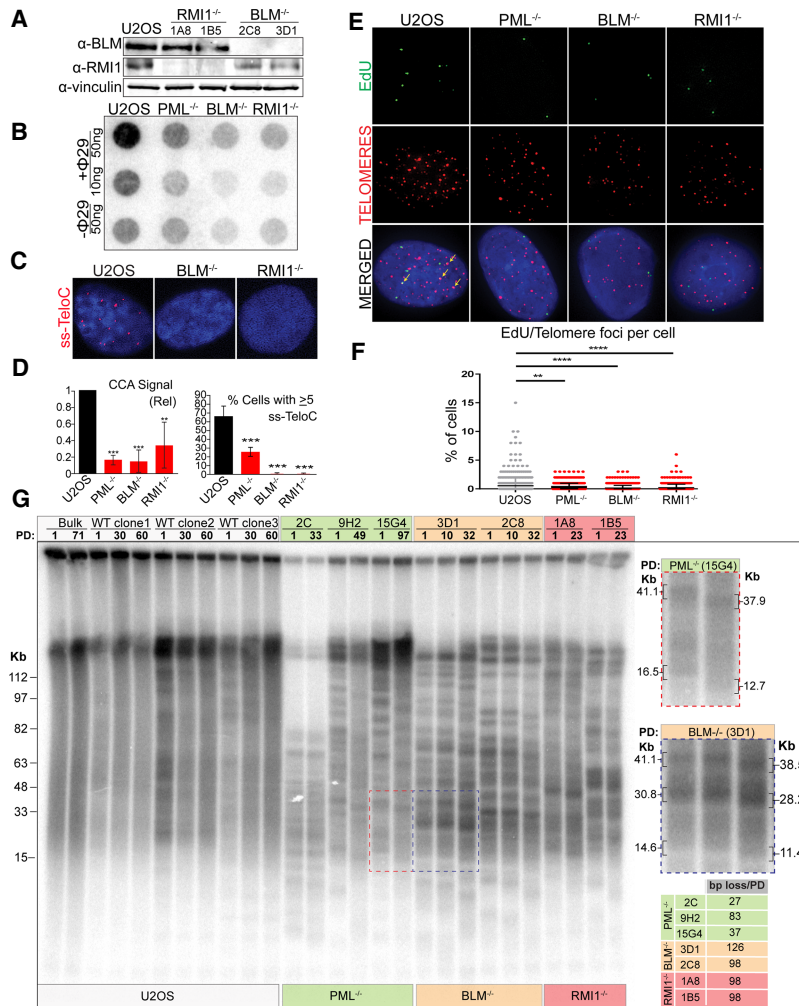 A
RMI1-/- BLM-/-
U2OS 1A8 1B5 2C8 3D1
α-BLM
α-RMI1
α-vinculin
B
U2OS PML-/- BLM-/- RMI1-/-
+Φ29
50ng
10ng
-Φ29
50ng
C
U2OS BLM-/- RMI1-/-
ss-TeloC
D
CCA Signal
(Rel)
1
0.8
0.6
0.4
0.2
0
*** *** **
U2OS PML-/- BLM-/- RMI1-/-
% Cells with ≥5
ss-TeloC
90
80
70
60
50
40
30
20
10
0
*** *** ***
U2OS PML-/- BLM-/- RMI1-/-
E
U2OS PML-/- BLM-/- RMI1-/-
EdU
TELOMERES
MERGED
F
EdU/Telomere foci per cell
****
****
**
% of cells
20
15
10
5
0
U2OS PML-/- BLM-/- RMI1-/-
G
Bulk WT clone1 WT clone2 WT clone3 2C 9H2 15G4 3D1 2C8 1A8 1B5
PD: 1 71 1 30 60 1 30 60 1 30 60 1 33 1 49 1 97 1 10 32 1 10 32 1 23 1 23
Kb
112
97
82
63
48
33
15
U2OS PML-/- BLM-/- RMI1-/-
PD: PML-/- (15G4)
Kb Kb
41.1 37.9
16.5 12.7
PD: BLM-/- (3D1)
Kb Kb
41.1 38.5
30.8 28.2
14.6 11.4
bp loss/PD
PML-/-
2C 27
9H2 83
15G4 37
BLM-/-
3D1 126
2C8 98
RMI1-/-
1A8 98
1B5 98